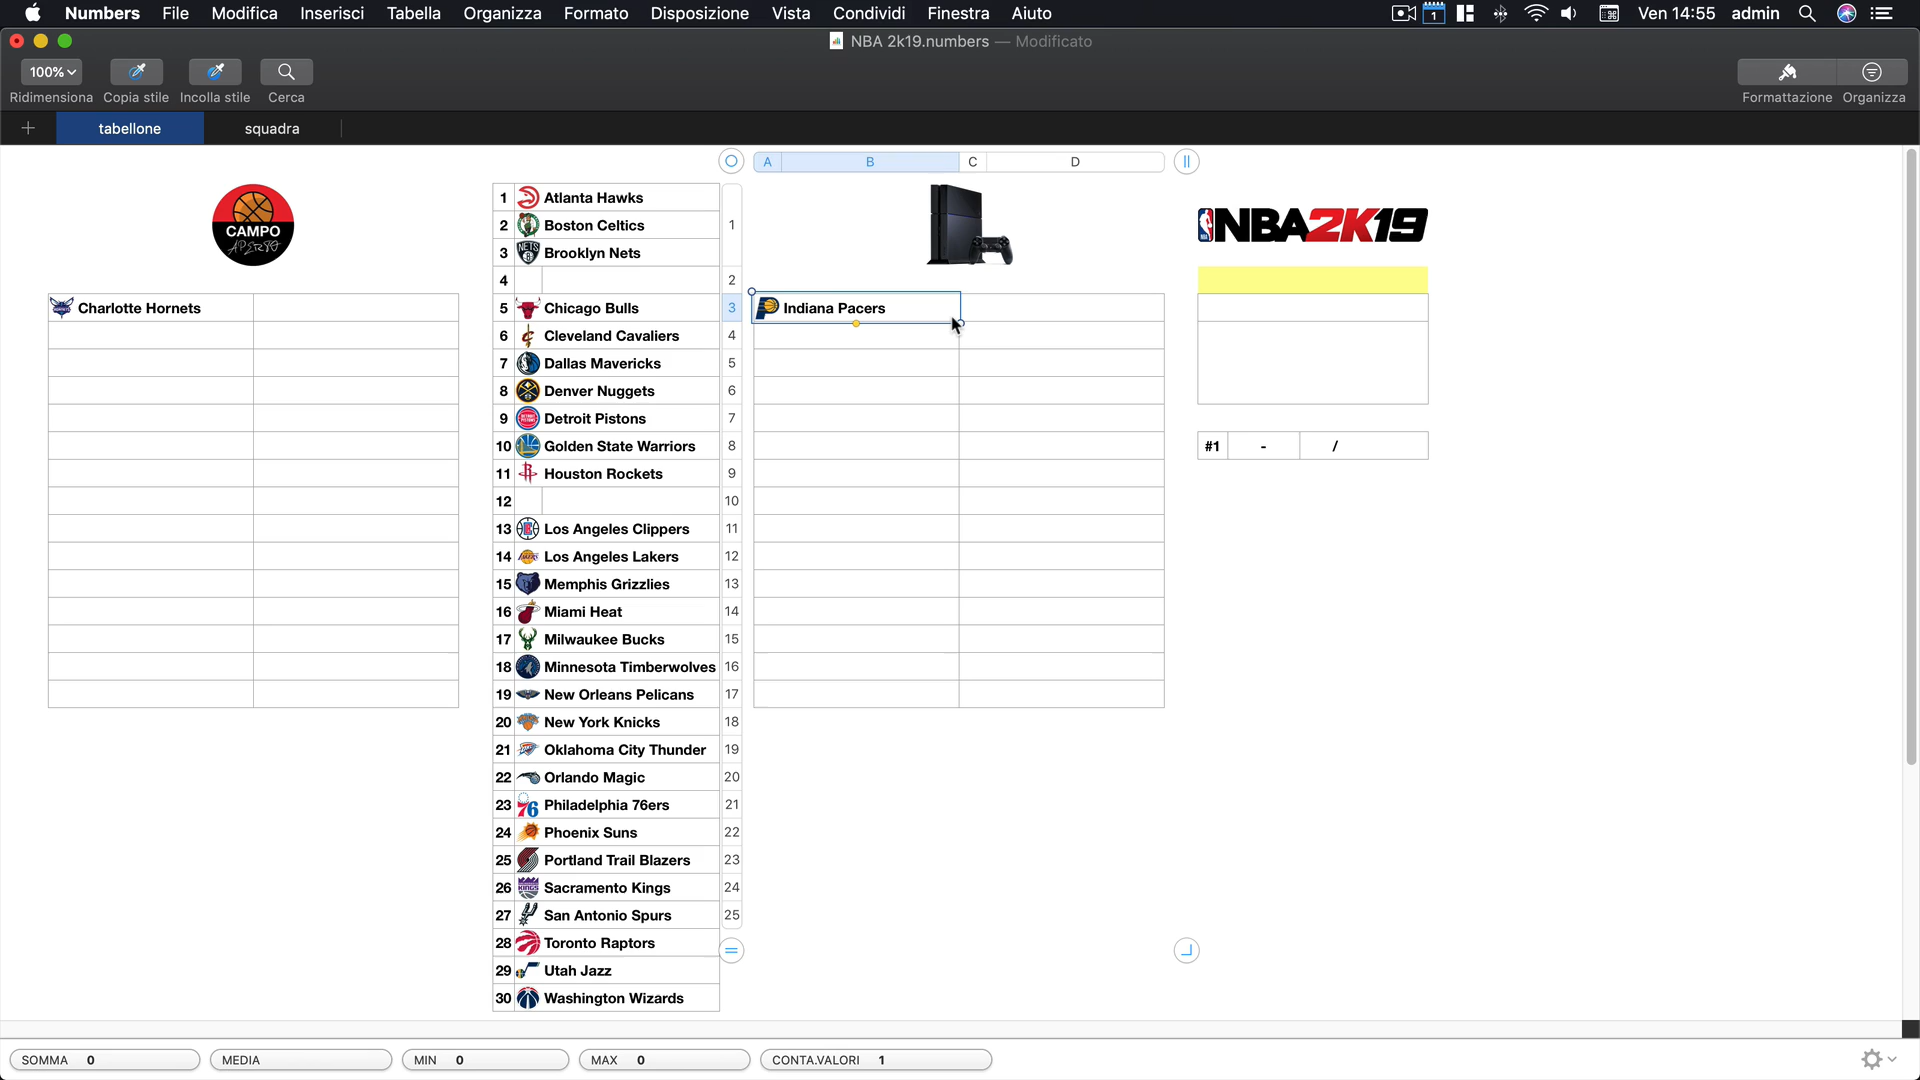 Numbers File Modifica Inserisci Tabella Organizza Formato Disposizione Vista Condividi Finestra Aiuto 1 Ven 14:55 admin
NBA 2k19.numbers — Modificato
100%
Ridimensiona Copia stile Incolla stile Cerca Formattazione Organizza
tabellone squadra
A B C D
CAMPO
APERTO
NBA2K19
1 Atlanta Hawks
2 Boston Celtics 1
3 NETS Brooklyn Nets
4 2
Charlotte Hornets 5 Chicago Bulls 3 Indiana Pacers
6 Cleveland Cavaliers 4
7 Dallas Mavericks 5
8 Denver Nuggets 6
9 Detroit Pistons 7
10 Golden State Warriors 8 #1 - /
11 Houston Rockets 9
12 10
13 Los Angeles Clippers 11
14 Los Angeles Lakers 12
15 Memphis Grizzlies 13
16 Miami Heat 14
17 Milwaukee Bucks 15
18 Minnesota Timberwolves 16
19 New Orleans Pelicans 17
20 New York Knicks 18
21 Oklahoma City Thunder 19
22 Orlando Magic 20
23 76 Philadelphia 76ers 21
24 Phoenix Suns 22
25 Portland Trail Blazers 23
26 KINGS Sacramento Kings 24
27 San Antonio Spurs 25
28 Toronto Raptors
29 Utah Jazz
30 Washington Wizards
SOMMA 0 MEDIA MIN 0 MAX 0 CONTA.VALORI 1